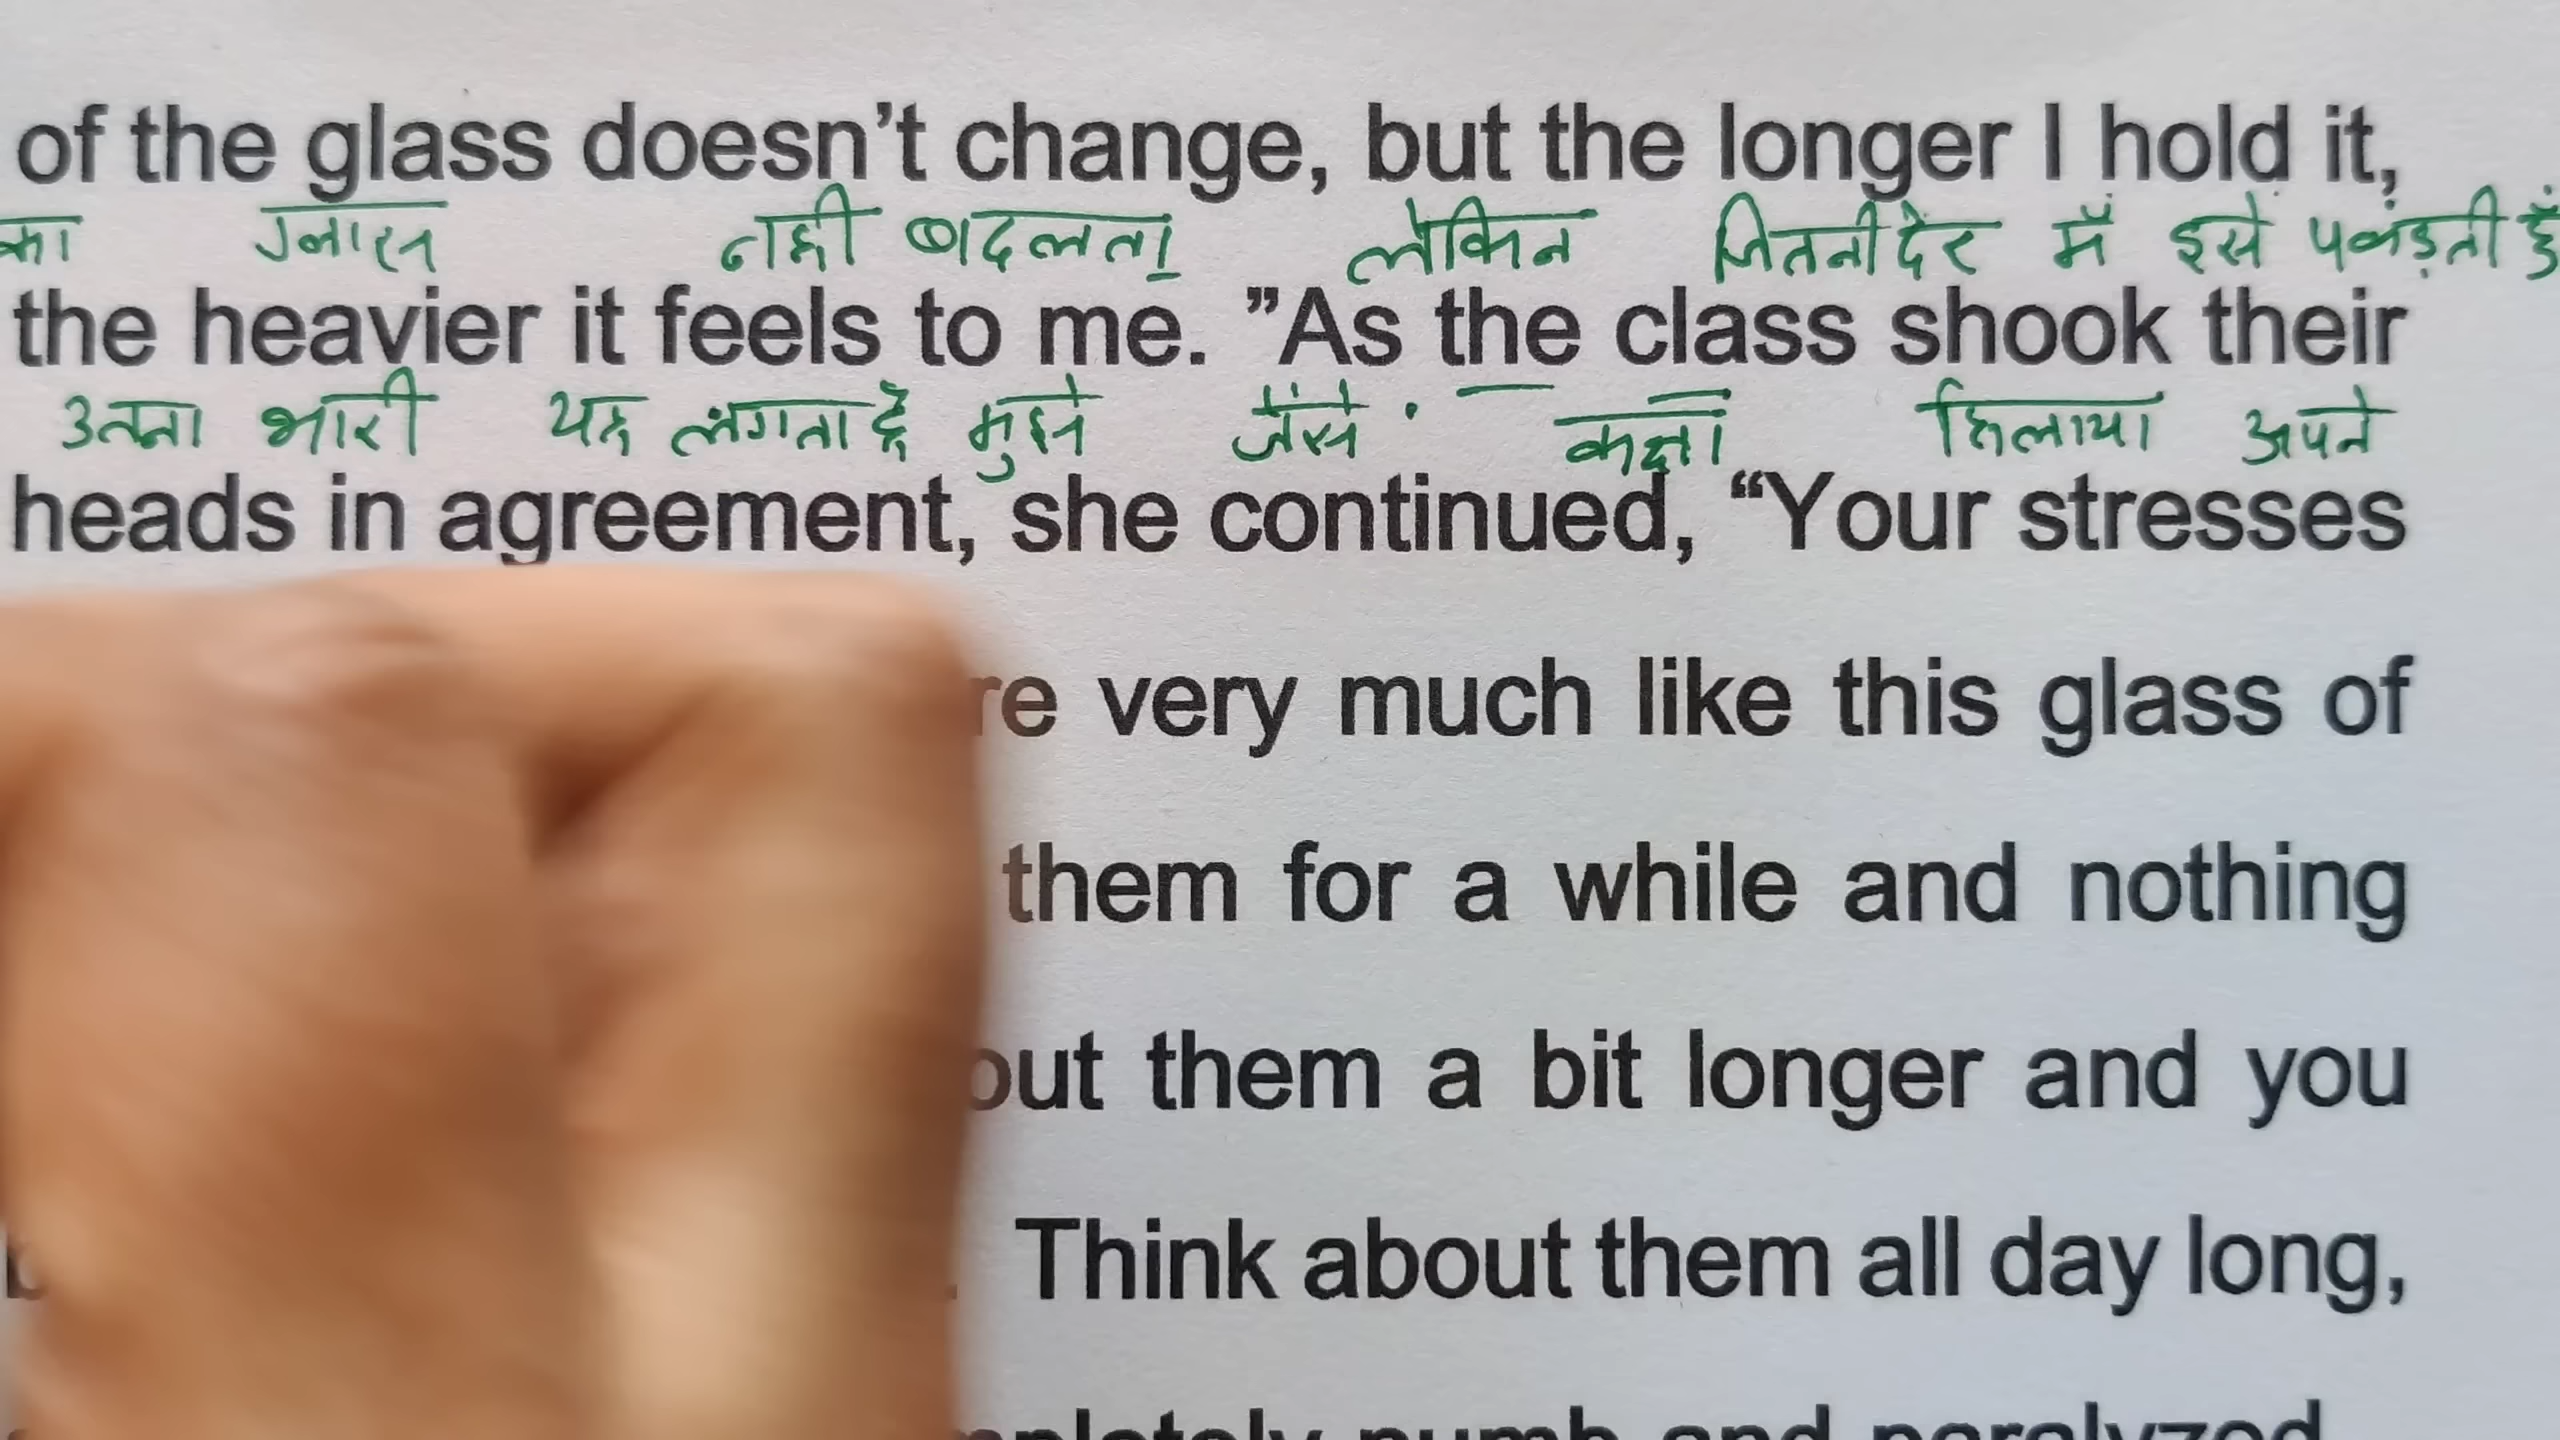 of the glass doesn't change, but the longer I hold it,
का ग्लास नही बदलता लेकिन जितनी देर में इसे पकड़ती हूँ
the heavier it feels to me. ”As the class shook their
उतना भारी यह लगता है मुझे जैसे कक्षा हिलाया अपने
heads in agreement, she continued, “Your stresses
very much like this glass of
them for a while and nothing
them a bit longer and you
Think about them all day long,
numb and paralyzed